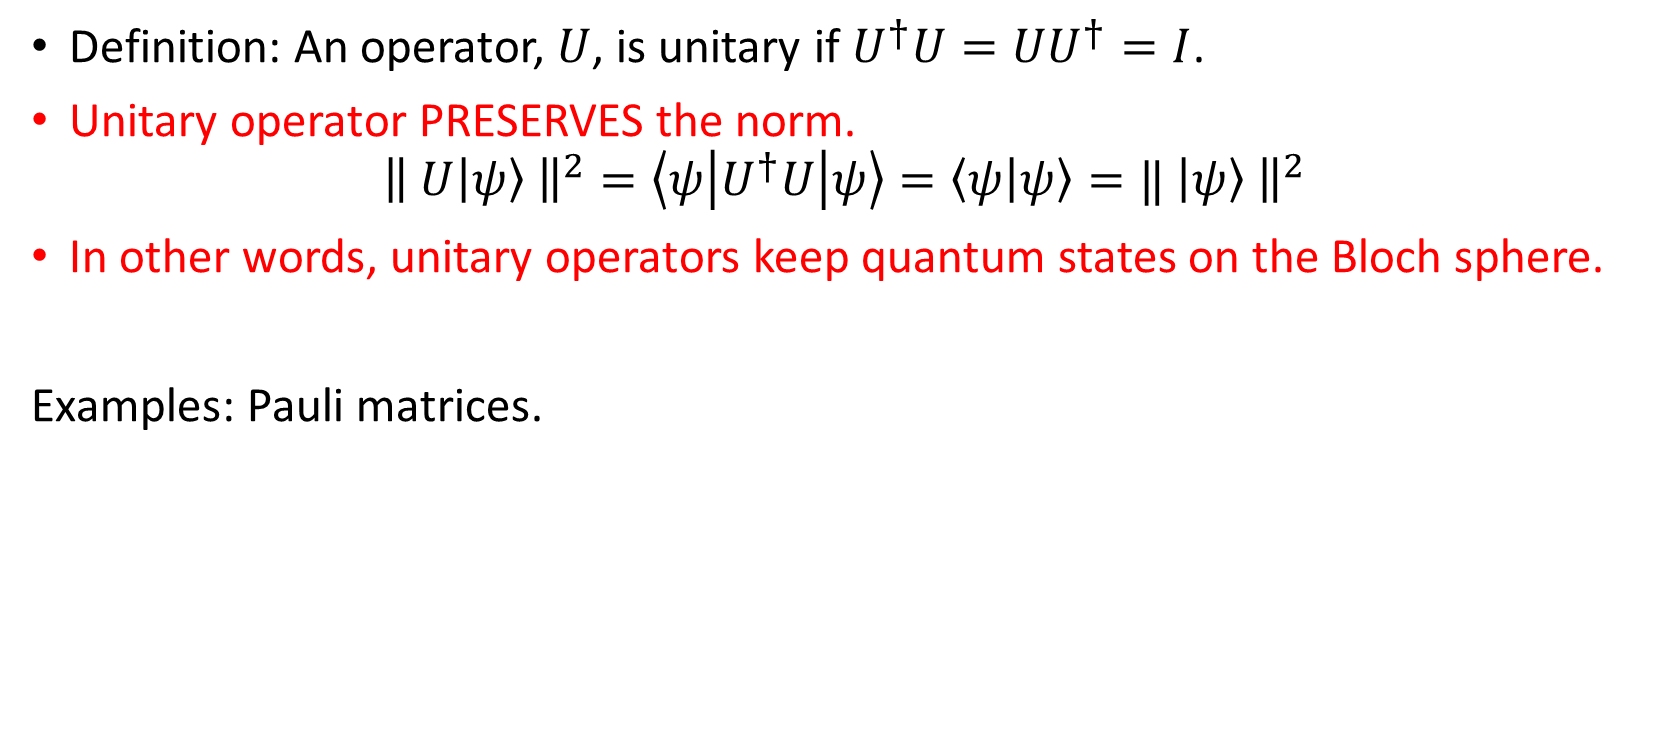 • Definition: An operator, 𝑈, is unitary if 𝑈†𝑈 = 𝑈𝑈† = 𝐼.
• Unitary operator PRESERVES the norm.
∥ 𝑈|𝜓⟩ ∥² = ⟨𝜓|𝑈†𝑈|𝜓⟩ = ⟨𝜓|𝜓⟩ = ∥ |𝜓⟩ ∥²
• In other words, unitary operators keep quantum states on the Bloch sphere.
Examples: Pauli matrices.